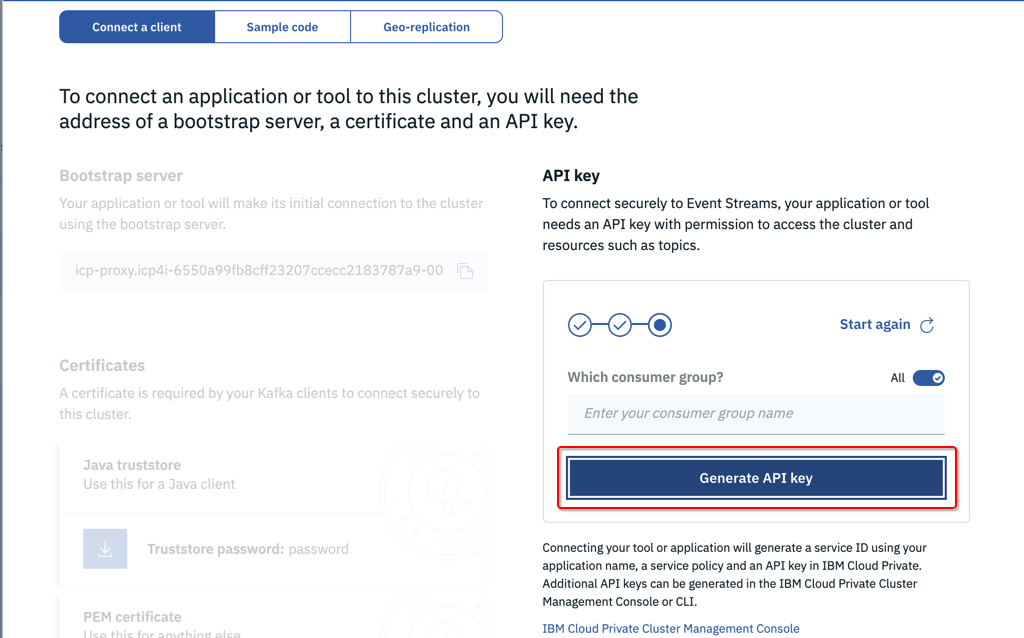 Connect a client
Sample code
Geo-replication
To connect an application or tool to this cluster, you will need the
address of a bootstrap server, a certificate and an API key.
Bootstrap server
Your application or tool will make its initial connection to the cluster
using the bootstrap server.
icp-proxy.icp4i-6550a99fb8cff23207ccecc2183787a9-00
Certificates
A certificate is required by your Kafka clients to connect securely to
this cluster.
Java truststore
Use this for a Java client
Truststore password: password
PEM certificate
Use this for anything else
API key
To connect securely to Event Streams, your application or tool
needs an API key with permission to access the cluster and
resources such as topics.
Start again
Which consumer group?
All
Enter your consumer group name
Generate API key
Connecting your tool or application will generate a service ID using your
application name, a service policy and an API key in IBM Cloud Private.
Additional API keys can be generated in the IBM Cloud Private Cluster
Management Console or CLI.
IBM Cloud Private Cluster Management Console